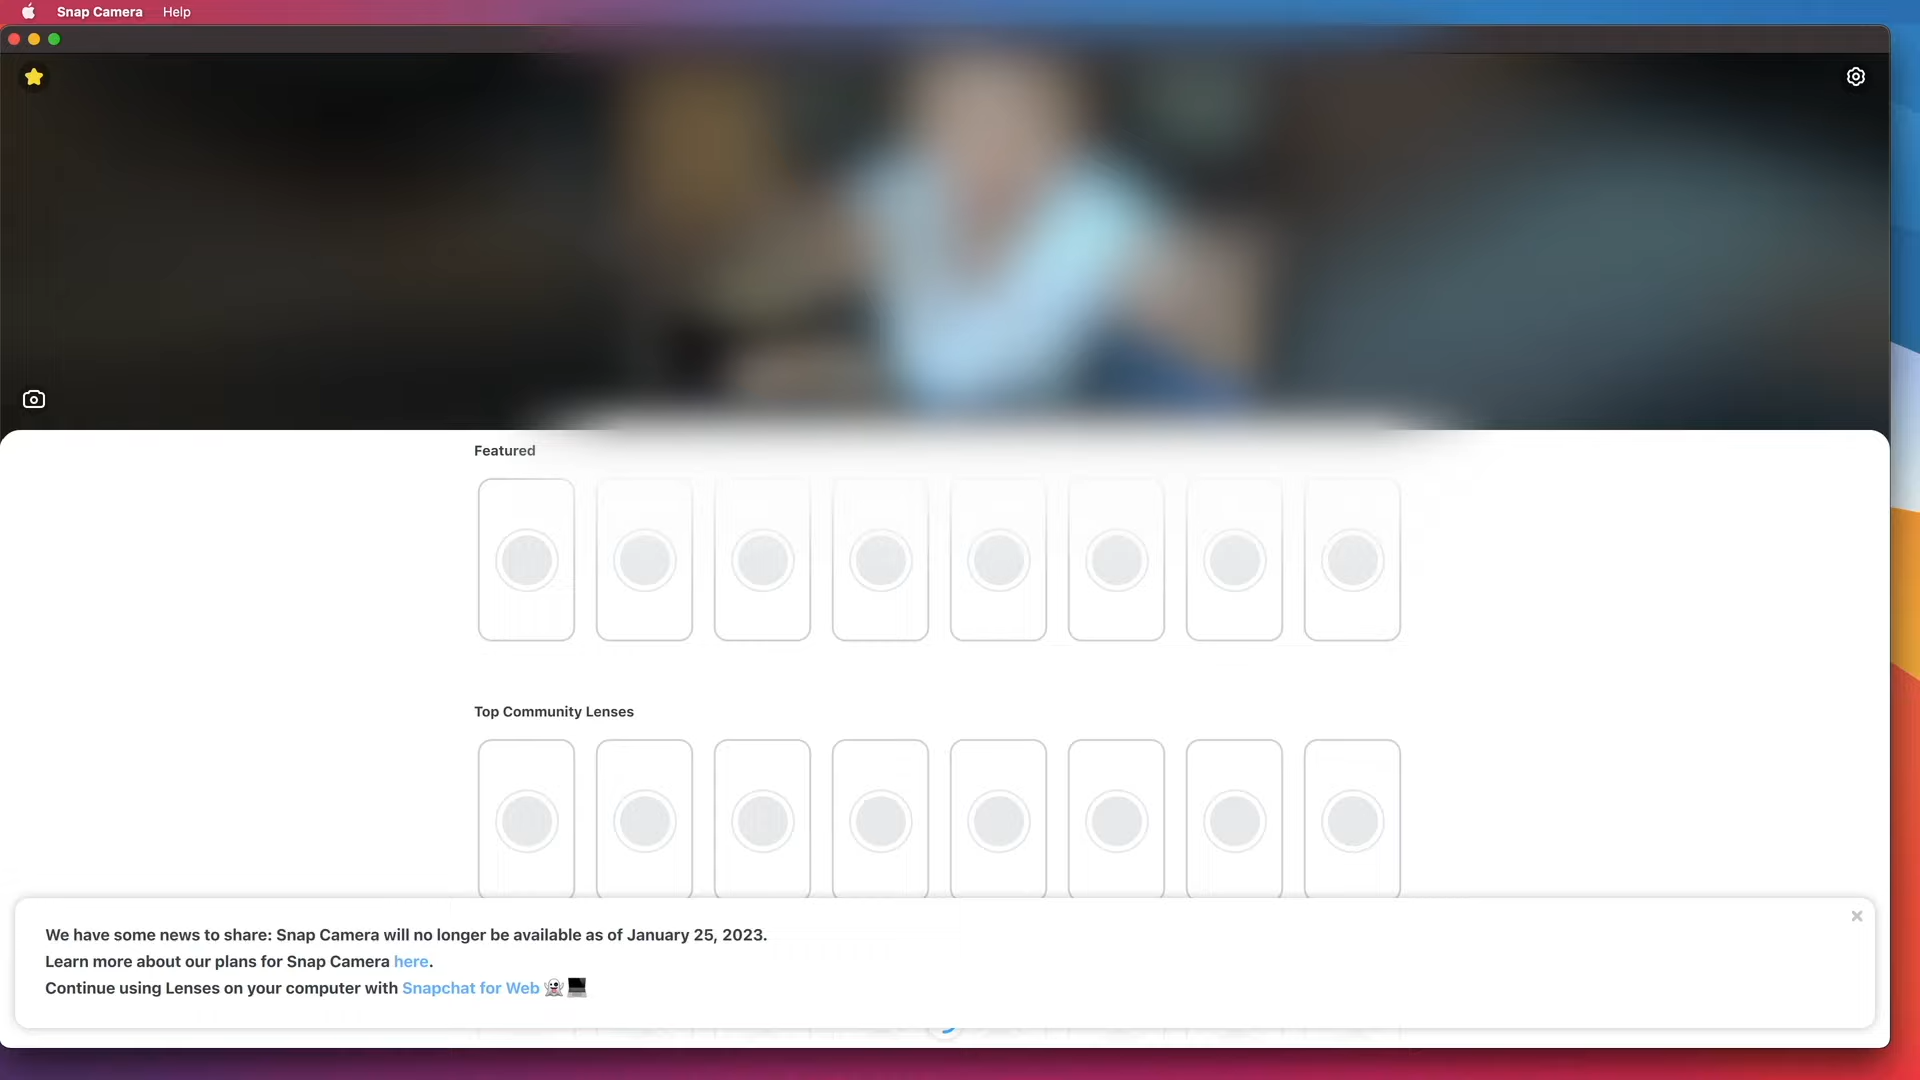 Snap Camera Help
Featured
Top Community Lenses
We have some news to share: Snap Camera will no longer be available as of January 25, 2023.
Learn more about our plans for Snap Camera here.
Continue using Lenses on your computer with Snapchat for Web 👻💻